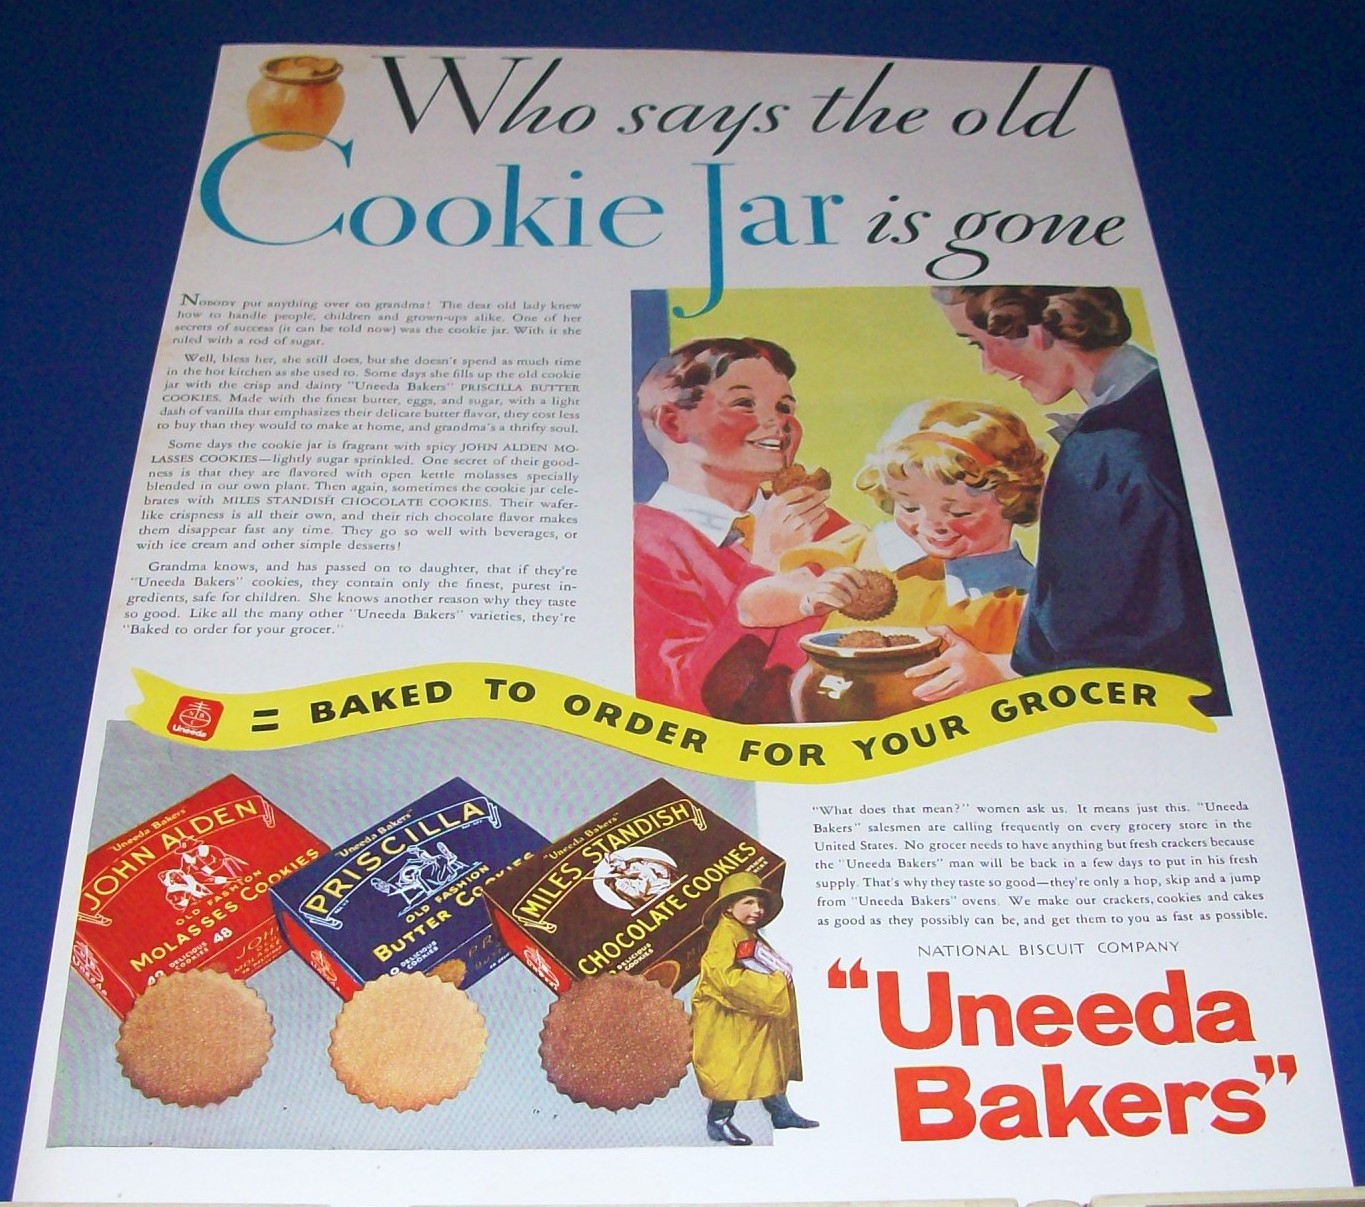 Who says the old
Cookie Jar is gone
NOBODY put anything over on grandma! The dear old lady knew
how to handle people, children and grown-ups alike. One of her
secrets of success (it can be told now) was the cookie jar. With it she
ruled with a rod of sugar.
Well, bless her, she still does, but she doesn't spend as much time
in the hot kitchen as she used to. Some days she fills up the old cookie
jar with the crisp and dainty "Uneeda Bakers" PRISCILLA BUTTER
COOKIES. Made with the finest butter, eggs, and sugar, with a light
dash of vanilla that emphasizes their delicate butter flavor, they cost less
to buy than they would to make at home, and grandma's a thrifty soul.
Some days the cookie jar is fragrant with spicy JOHN ALDEN MO-
LASSES COOKIES—lightly sugar sprinkled. One secret of their good-
ness is that they are flavored with open kettle molasses specially
blended in our own plant. Then again, sometimes the cookie jar cele-
brates with MILES STANDISH CHOCOLATE COOKIES. Their wafer-
like crispness is all their own, and their rich chocolate flavor makes
them disappear fast any time. They go so well with beverages, or
with ice cream and other simple desserts!
Grandma knows, and has passed on to daughter, that if they're
"Uneeda Bakers" cookies, they contain only the finest, purest in-
gredients, safe for children. She knows another reason why they taste
so good. Like all the many other "Uneeda Bakers" varieties, they're
"Baked to order for your grocer."
Uneeda = BAKED TO ORDER FOR YOUR GROCER
"Uneeda Bakers"
JOHN ALDEN
OLD FASHION
MOLASSES COOKIES
48 DELICIOUS COOKIES 48
"Uneeda Bakers"
PRISCILLA
OLD FASHION
BUTTER COOKIES
DELICIOUS COOKIES
"Uneeda Bakers"
MILES STANDISH
CHOCOLATE COOKIES
DELICIOUS COOKIES
"What does that mean?" women ask us. It means just this. "Uneeda
Bakers" salesmen are calling frequently on every grocery store in the
United States. No grocer needs to have anything but fresh crackers because
the "Uneeda Bakers" man will be back in a few days to put in his fresh
supply. That's why they taste so good—they're only a hop, skip and a jump
from "Uneeda Bakers" ovens. We make our crackers, cookies and cakes
as good as they possibly can be, and get them to you as fast as possible.
NATIONAL BISCUIT COMPANY
"Uneeda
Bakers"